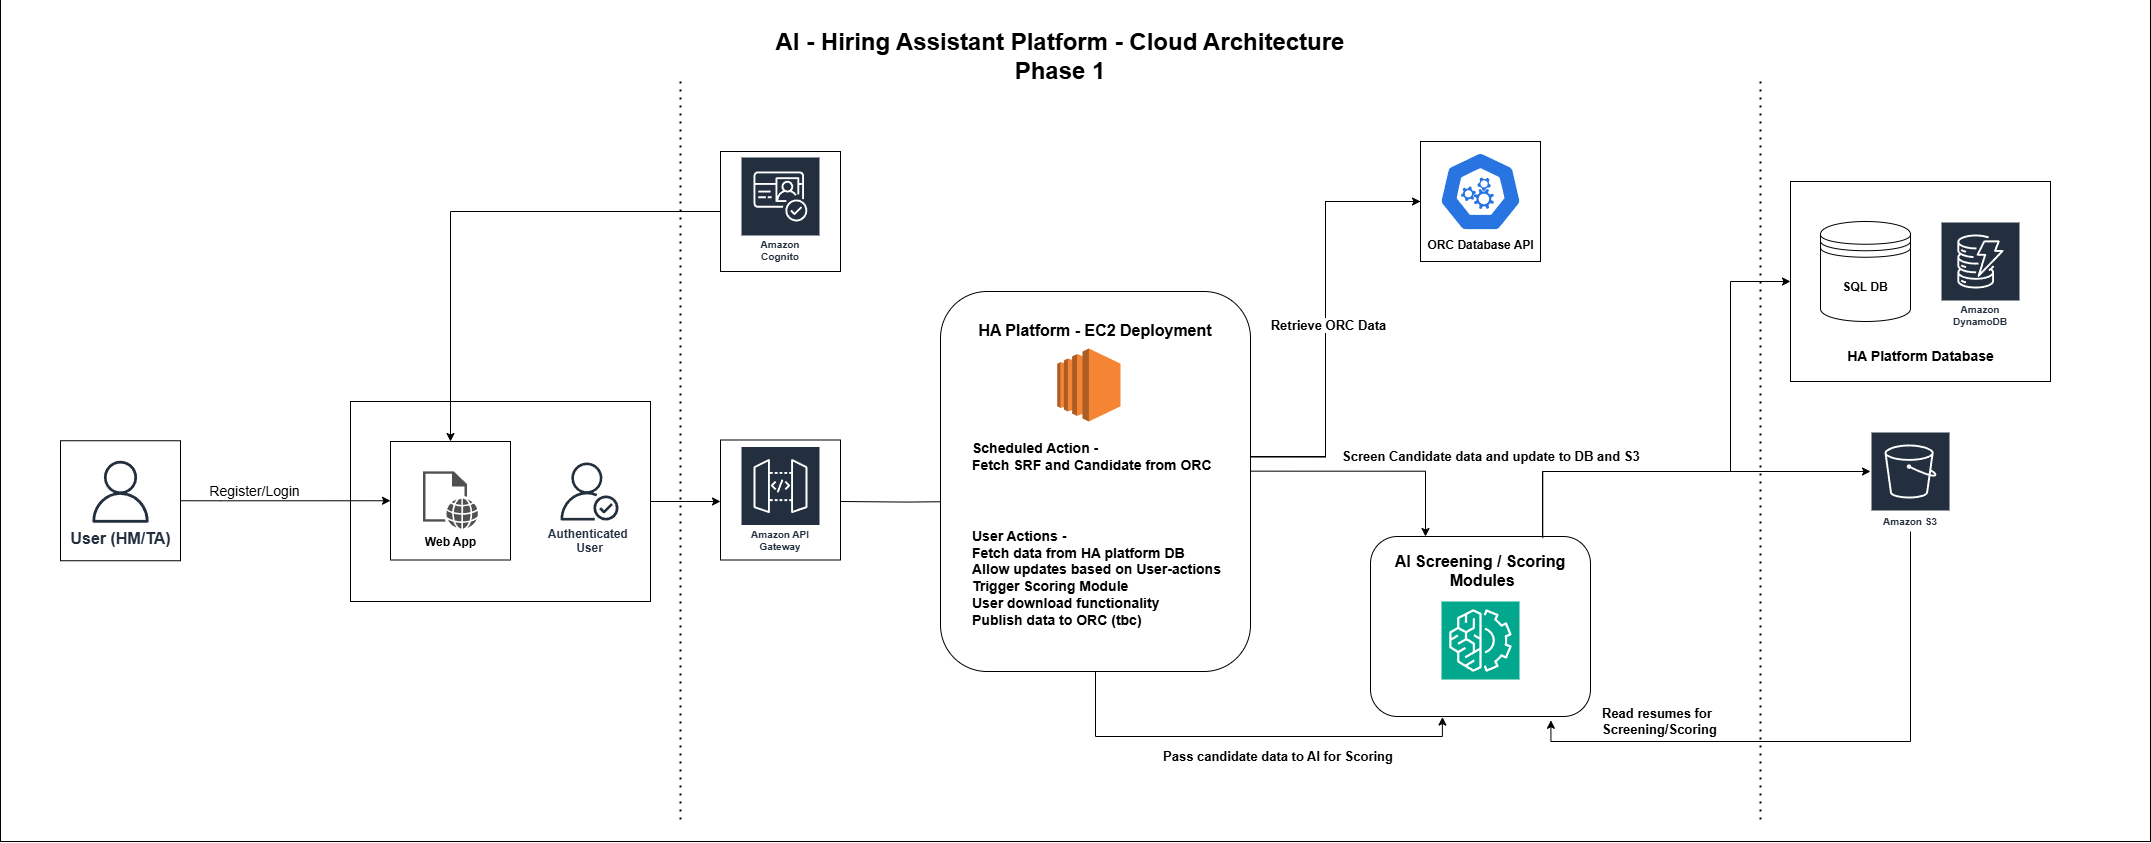 AI - Hiring Assistant Platform - Cloud Architecture
Phase 1
Amazon
Cognito
ORC Database API
SQL DB
Amazon
DynamoDB
HA Platform Database
HA Platform - EC2 Deployment
Retrieve ORC Data
Scheduled Action -
Fetch SRF and Candidate from ORC
Screen Candidate data and update to DB and S3
User (HM/TA)
Register/Login
Web App
Authenticated
User
Amazon API
Gateway
Amazon S3
User Actions -
Fetch data from HA platform DB
Allow updates based on User-actions
Trigger Scoring Module
User download functionality
Publish data to ORC (tbc)
AI Screening / Scoring
Modules
Read resumes for
Screening/Scoring
Pass candidate data to AI for Scoring